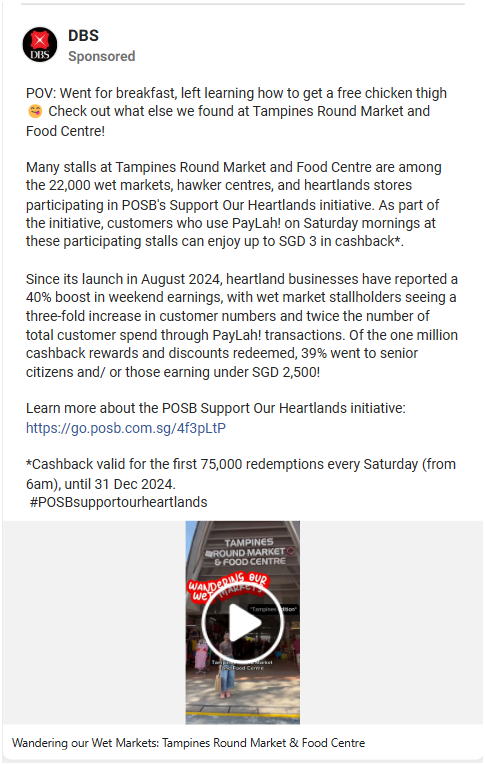 DBS
DBS
Sponsored
POV: Went for breakfast, left learning how to get a free chicken thigh
😋 Check out what else we found at Tampines Round Market and
Food Centre!
Many stalls at Tampines Round Market and Food Centre are among
the 22,000 wet markets, hawker centres, and heartlands stores
participating in POSB's Support Our Heartlands initiative. As part of
the initiative, customers who use PayLah! on Saturday mornings at
these participating stalls can enjoy up to SGD 3 in cashback*.
Since its launch in August 2024, heartland businesses have reported a
40% boost in weekend earnings, with wet market stallholders seeing a
three-fold increase in customer numbers and twice the number of
total customer spend through PayLah! transactions. Of the one million
cashback rewards and discounts redeemed, 39% went to senior
citizens and/ or those earning under SGD 2,500!
Learn more about the POSB Support Our Heartlands initiative:
https://go.posb.com.sg/4f3pLtP
*Cashback valid for the first 75,000 redemptions every Saturday (from
6am), until 31 Dec 2024.
#POSBsupportourheartlands
TAMPINES
ROUND MARKET
& FOOD CENTRE
WANDERING OUR
WET MARKETS
Wandering our Wet Markets: Tampines Round Market & Food Centre